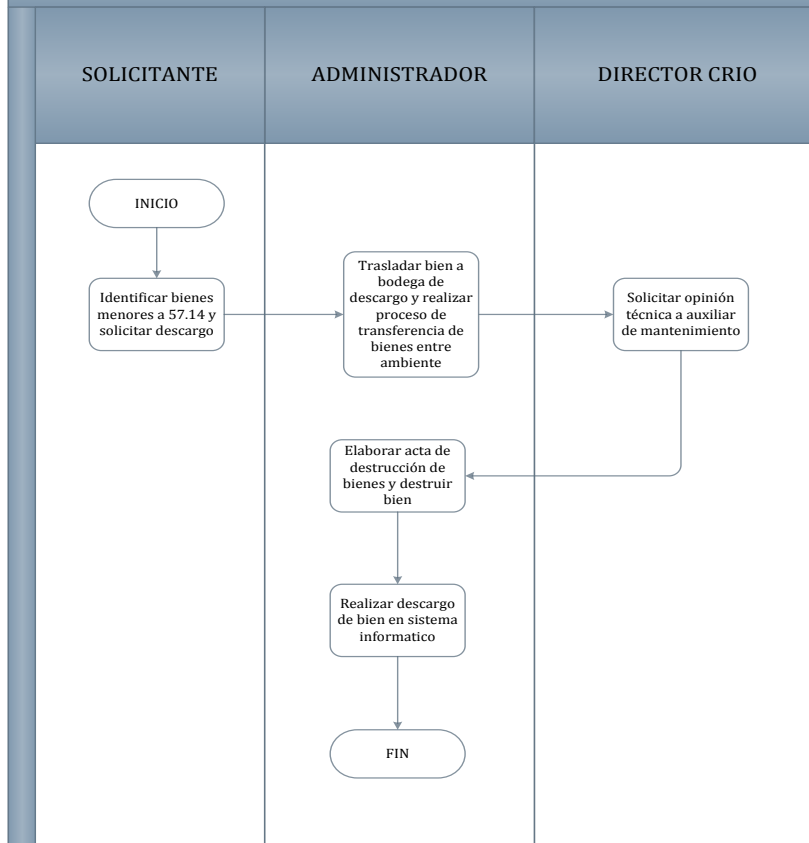 SOLICITANTE
ADMINISTRADOR
DIRECTOR CRIO
INICIO
Identificar bienes
menores a 57.14 y
solicitar descargo
Trasladar bien a
bodega de
descargo y realizar
proceso de
transferencia de
bienes entre
ambiente
Solicitar opinión
técnica a auxiliar
de mantenimiento
Elaborar acta de
destrucción de
bienes y destruir
bien
Realizar descargo
de bien en sistema
informatico
FIN